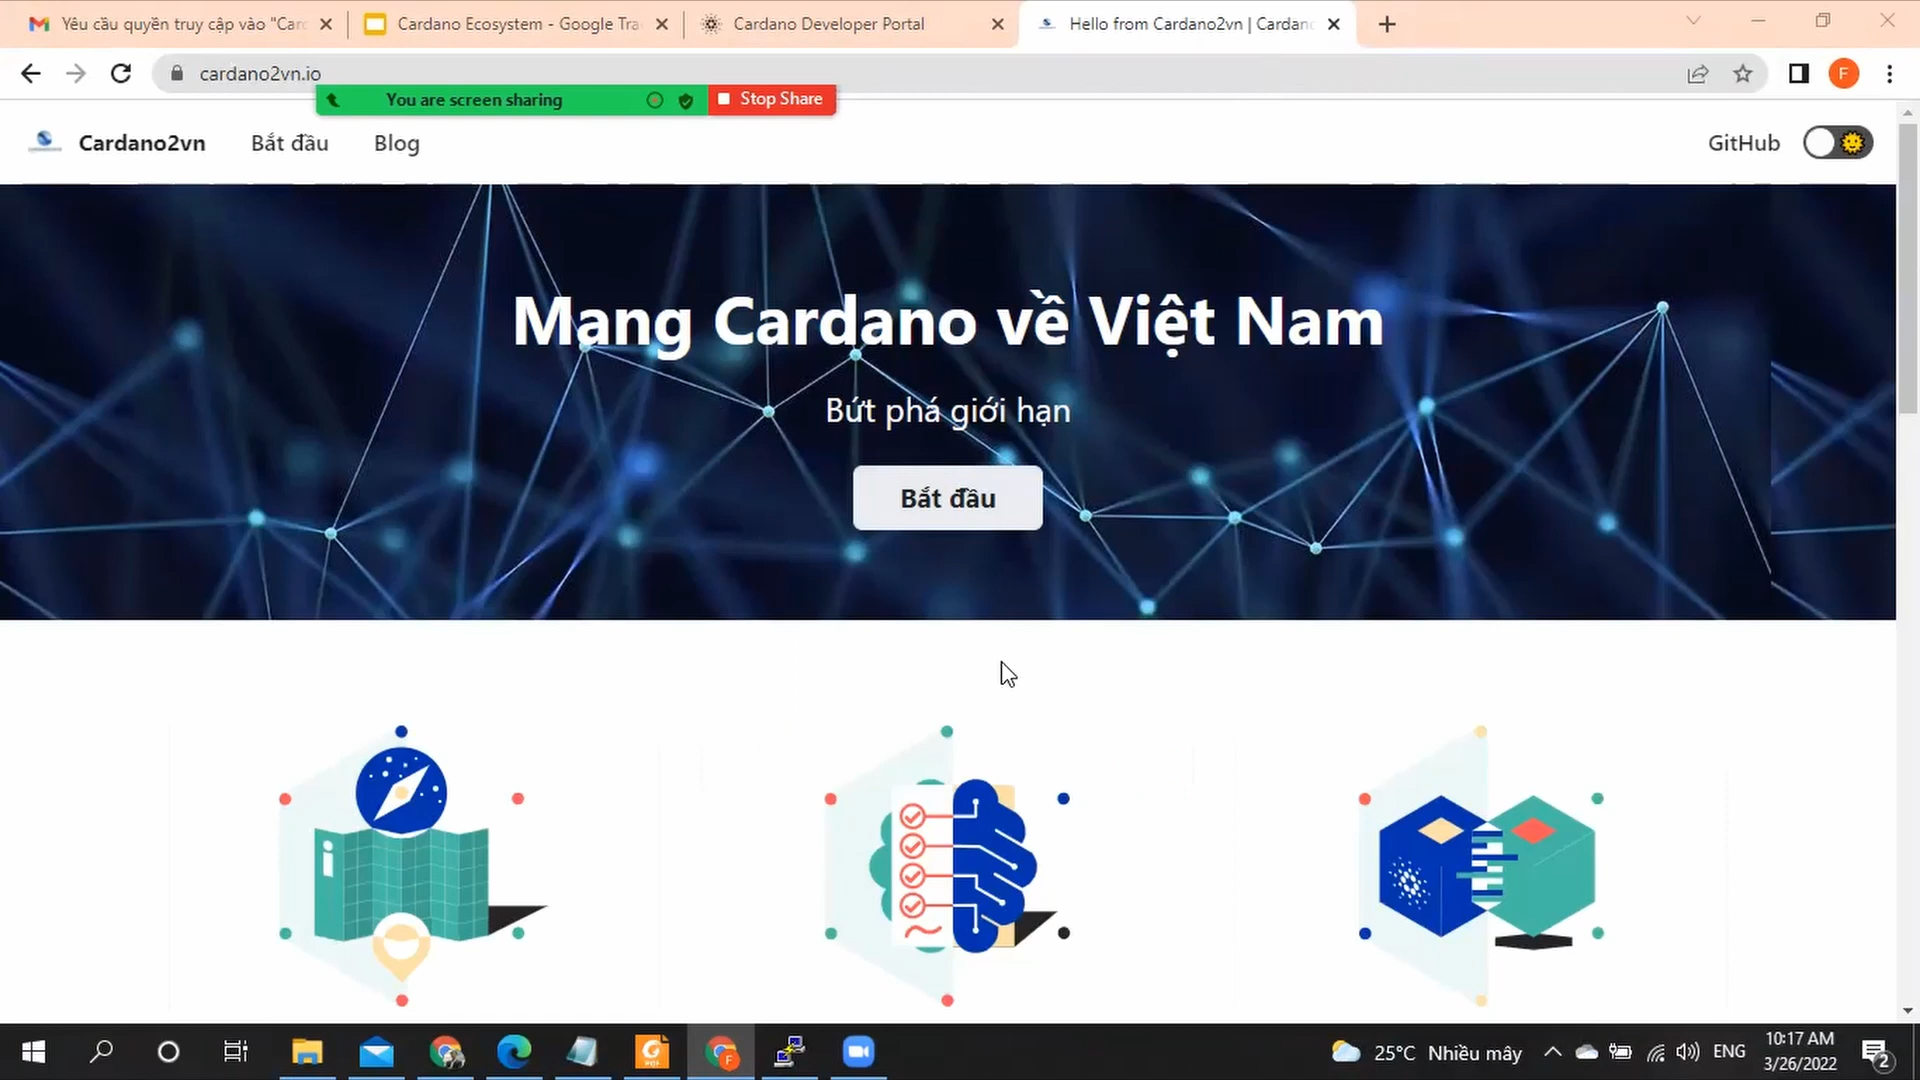 Yêu cầu quyền truy cập vào "Car
Cardano Ecosystem - Google Tra
Cardano Developer Portal
Hello from Cardano2vn | Cardan
cardano2vn.io
F
You are screen sharing
Stop Share
Cardano2vn
Bắt đầu
Blog
GitHub
Mang Cardano về Việt Nam
Bứt phá giới hạn
Bắt đầu
25°C Nhiều mây
ENG
10:17 AM
3/26/2022
2